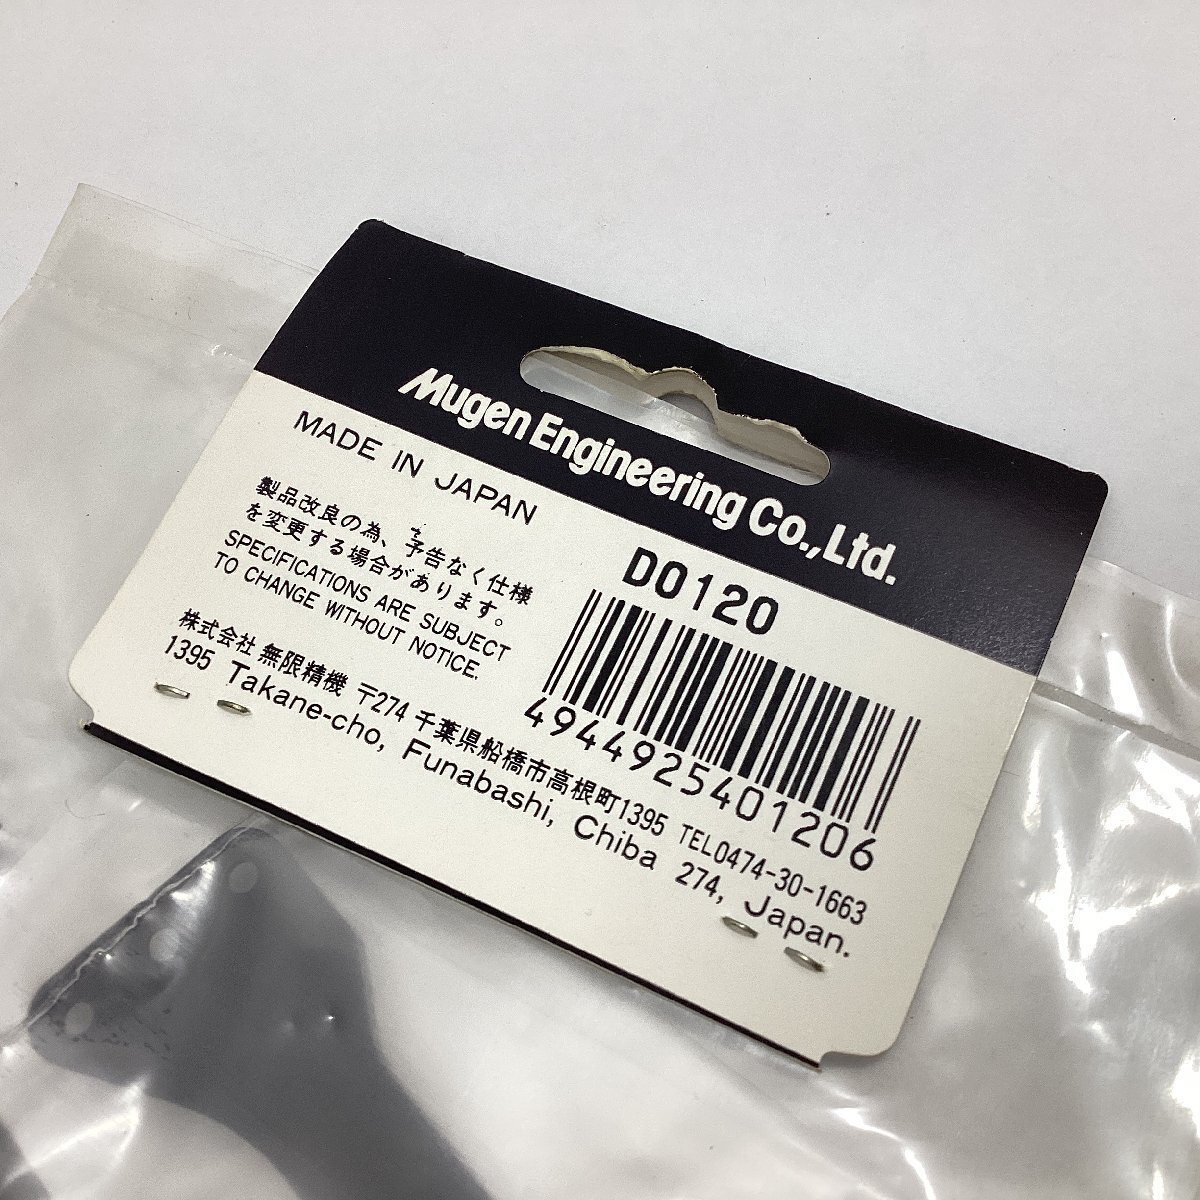 Mugen Engineering Co., Ltd.
MADE IN JAPAN
製品改良の為、予告なく仕様
を変更する場合があります。
SPECIFICATIONS ARE SUBJECT
TO CHANGE WITHOUT NOTICE.
D0120
4944925401206
株式会社 無限精機 〒274 千葉県船橋市高根町1395 TEL0474-30-1663
1395 Takane-cho, Funabashi, Chiba 274, Japan.